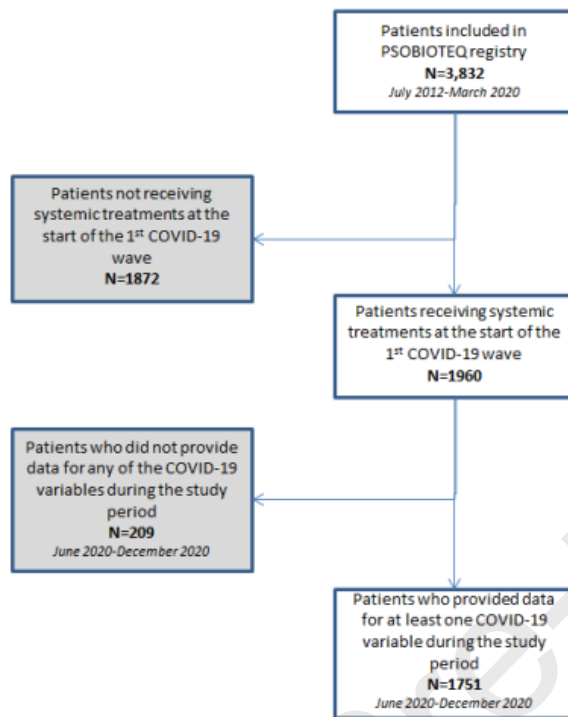 Patients included in
PSOBIOTEQ registry
N=3,832
July 2012-March 2020
Patients not receiving
systemic treatments at the
start of the 1st COVID-19
wave
N=1872
Patients receiving systemic
treatments at the start of the
1st COVID-19 wave
N=1960
Patients who did not provide
data for any of the COVID-19
variables during the study
period
N=209
June 2020-December 2020
Patients who provided data
for at least one COVID-19
variable during the study
period
N=1751
June 2020-December 2020